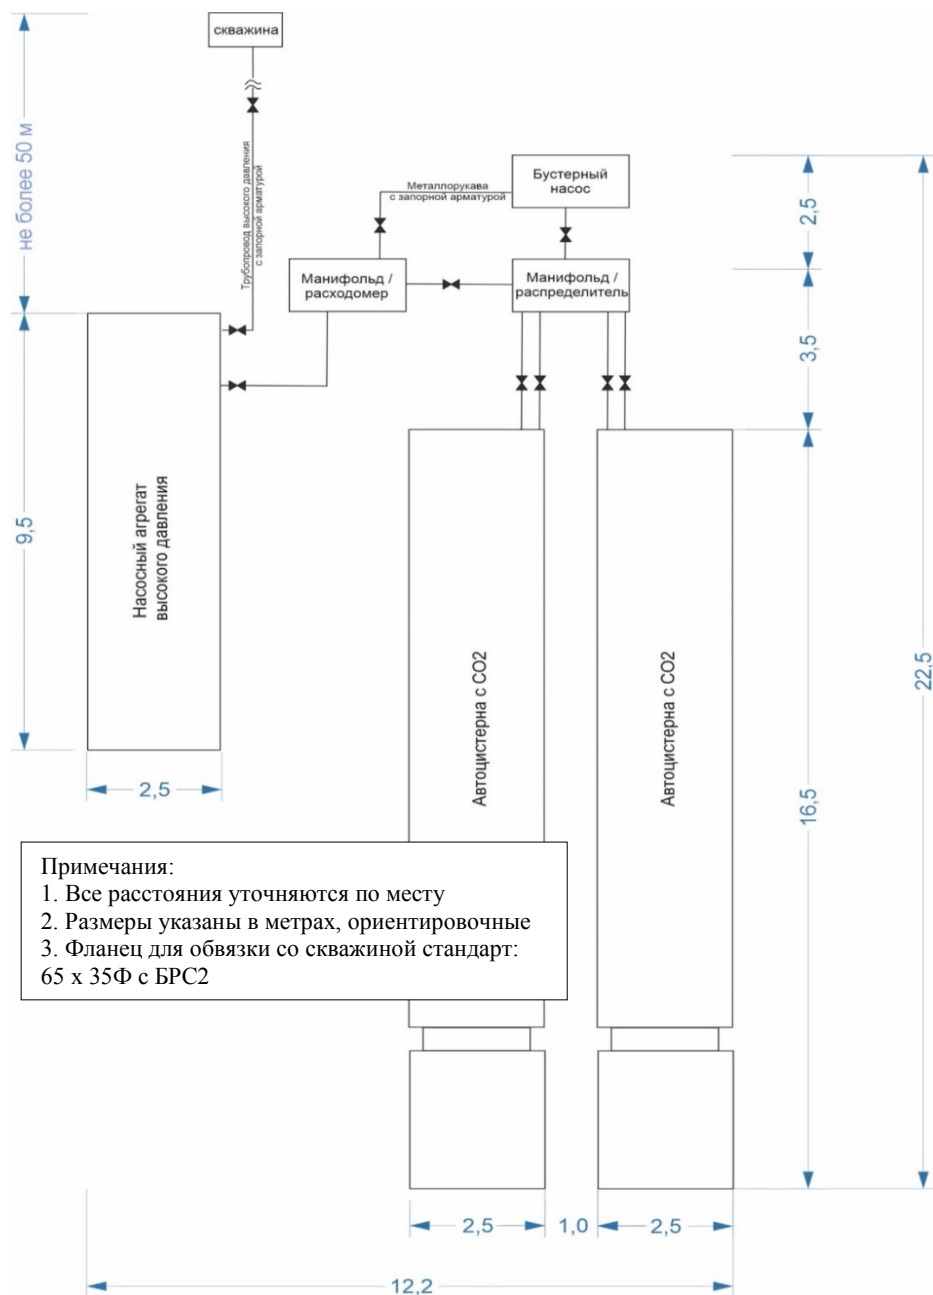 скважина
не более 50 м
Трубопровод высокого давления
с запорной арматурой
Металлорукава
с запорной арматурой
Бустерный
насос
2,5
Манифольд /
расходомер
Манифольд /
распределитель
3,5
9,5
Насосный агрегат
высокого давления
2,5
Автоцистерна с СО2
Автоцистерна с СО2
16,5
22,5
Примечания:
1. Все расстояния уточняются по месту
2. Размеры указаны в метрах, ориентировочные
3. Фланец для обвязки со скважиной стандарт:
65 х 35Ф с БРС2
2,5
1,0
2,5
12,2